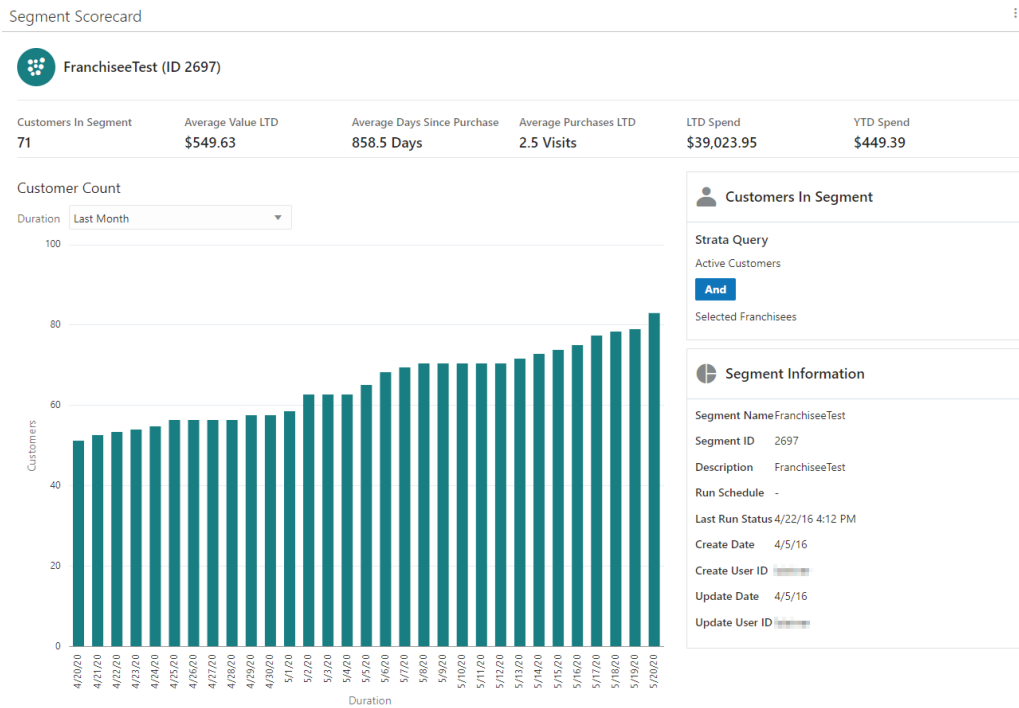 Segment Scorecard
FranchiseeTest (ID 2697)
Customers In Segment
71
Average Value LTD
$549.63
Average Days Since Purchase
858.5 Days
Average Purchases LTD
2.5 Visits
LTD Spend
$39,023.95
YTD Spend
$449.39
Customer Count
Duration Last Month
100
80
60
40
20
0
Customers
4/20/20
4/21/20
4/22/20
4/23/20
4/24/20
4/25/20
4/26/20
4/27/20
4/28/20
4/29/20
4/30/20
5/1/20
5/2/20
5/3/20
5/4/20
5/5/20
5/6/20
5/7/20
5/8/20
5/9/20
5/10/20
5/11/20
5/12/20
5/13/20
5/14/20
5/15/20
5/16/20
5/17/20
5/18/20
5/19/20
5/20/20
Duration
Customers In Segment
Strata Query
Active Customers
And
Selected Franchisees
Segment Information
Segment Name FranchiseeTest
Segment ID 2697
Description FranchiseeTest
Run Schedule -
Last Run Status 4/22/16 4:12 PM
Create Date 4/5/16
Create User ID
Update Date 4/5/16
Update User ID